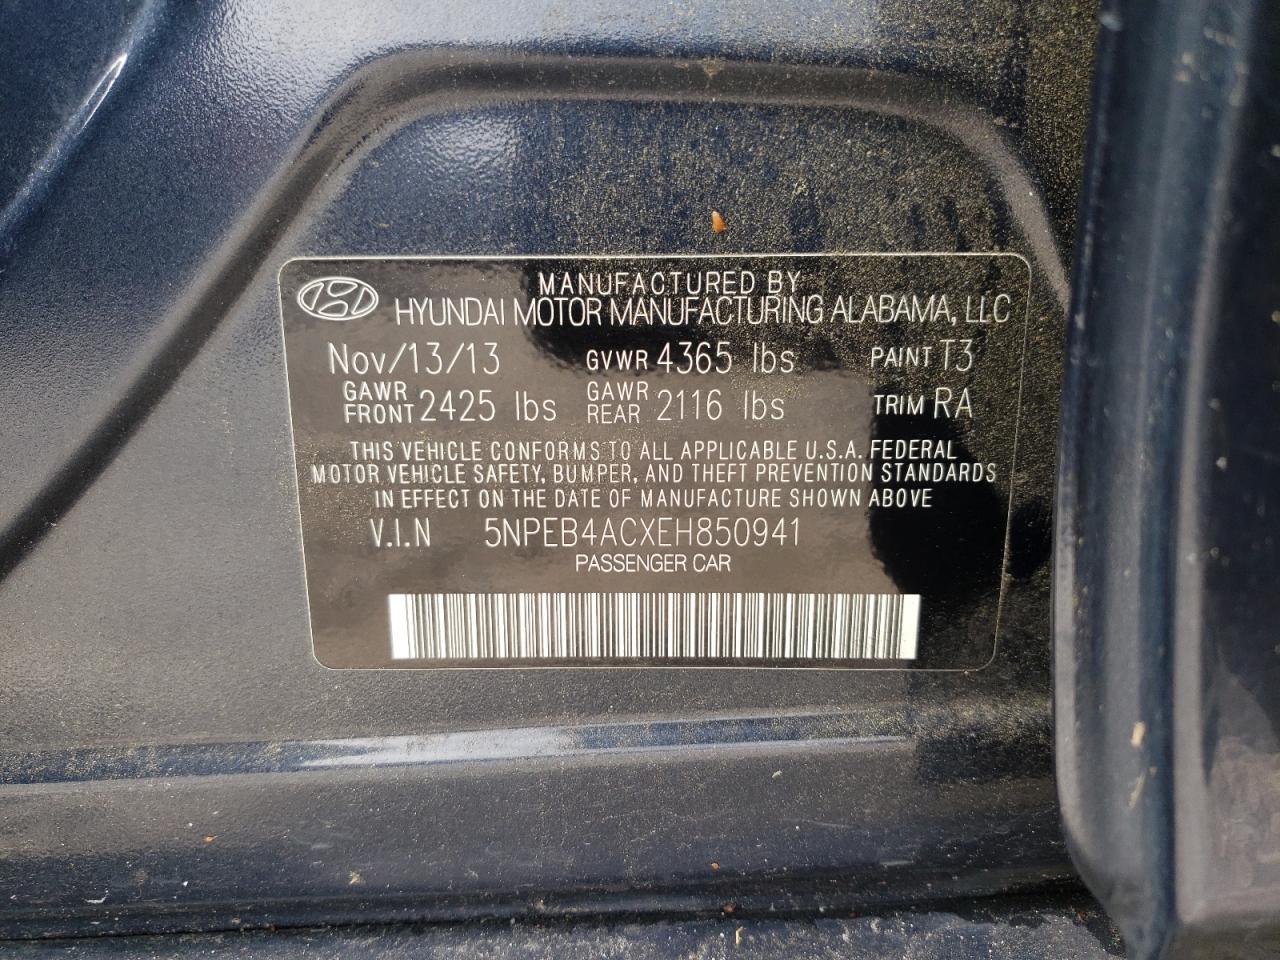 MANUFACTURED BY
HYUNDAI MOTOR MANUFACTURING ALABAMA, LLC
Nov/13/13 GVWR 4365 lbs PAINT T3
GAWR FRONT 2425 lbs GAWR REAR 2116 lbs TRIM RA
THIS VEHICLE CONFORMS TO ALL APPLICABLE U.S.A. FEDERAL
MOTOR VEHICLE SAFETY, BUMPER, AND THEFT PREVENTION STANDARDS
IN EFFECT ON THE DATE OF MANUFACTURE SHOWN ABOVE
V.I.N 5NPEB4ACXEH850941
PASSENGER CAR